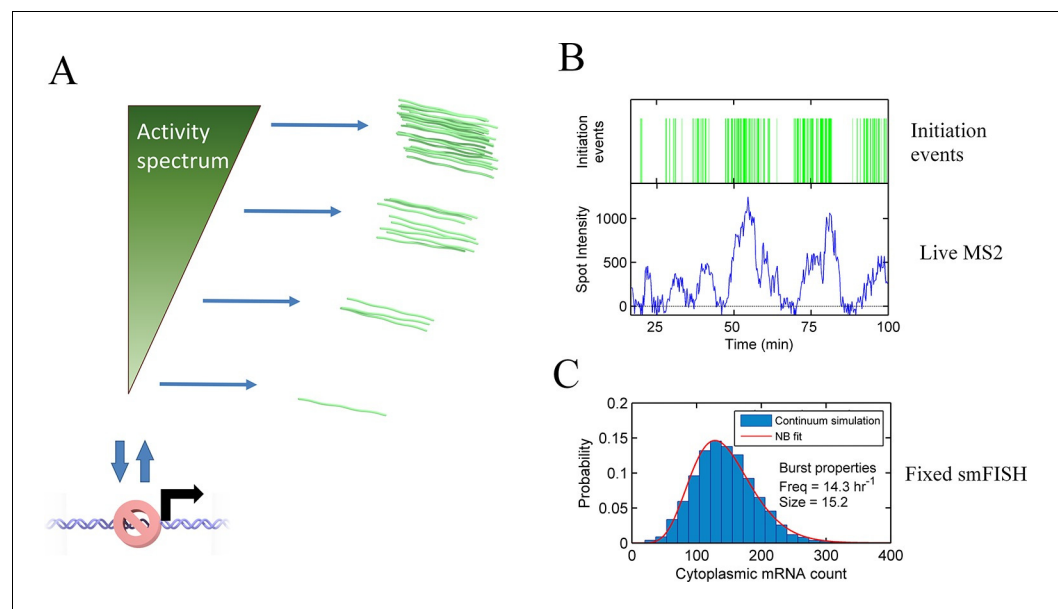 A
Activity
spectrum
B
Initiation
events
Initiation
events
Spot Intensity
1000
500
0
Live MS2
25
50
75
100
Time (min)
C
Probability
0.2
0.15
0.1
0.05
0
Continuum simulation
NB fit
Burst properties
Freq = 14.3 hr⁻¹
Size = 15.2
Fixed smFISH
0
100
200
300
400
Cytoplasmic mRNA count